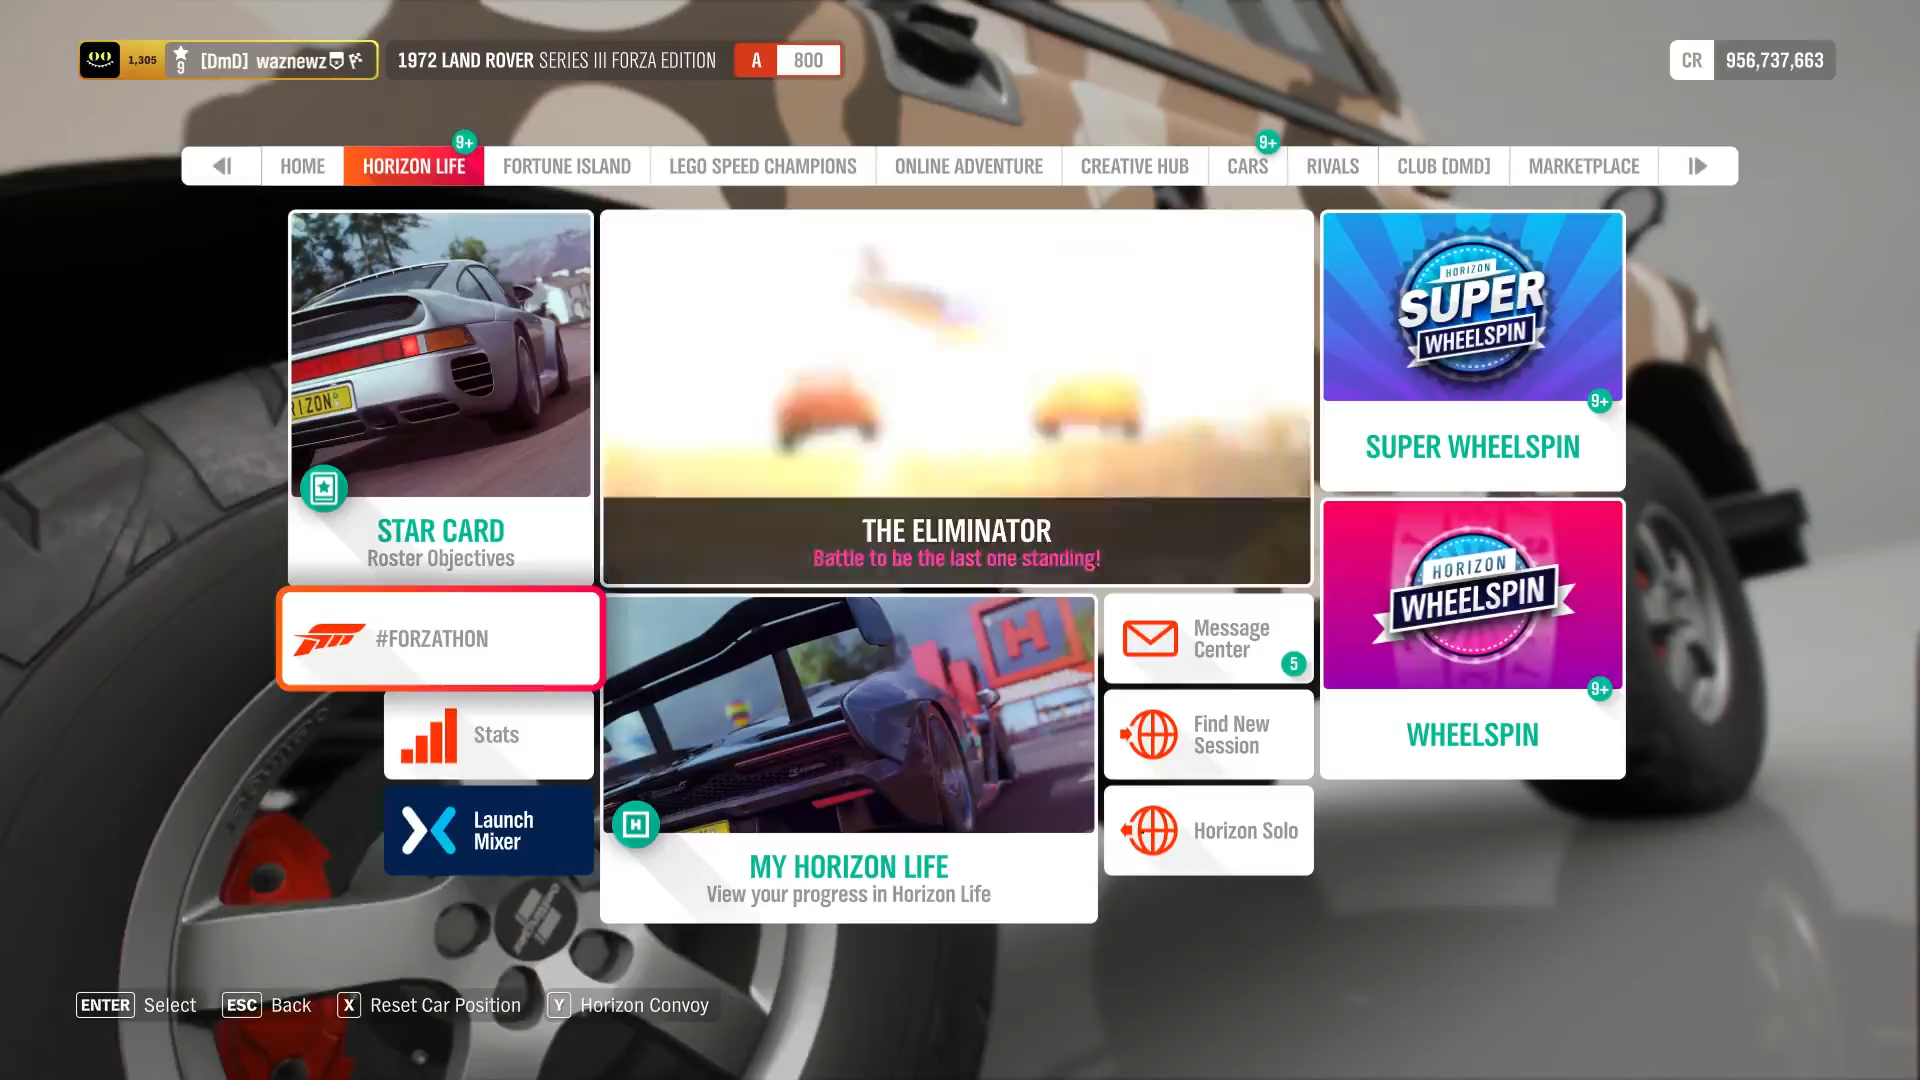 1,305 9 [DmD] waznewz
1972 LAND ROVER SERIES III FORZA EDITION A 800
CR 956,737,663
HOME
HORIZON LIFE 9+
FORTUNE ISLAND
LEGO SPEED CHAMPIONS
ONLINE ADVENTURE
CREATIVE HUB
CARS 9+
RIVALS
CLUB [DMD]
MARKETPLACE
RIZON
STAR CARD
Roster Objectives
THE ELIMINATOR
Battle to be the last one standing!
HORIZON
SUPER
WHEELSPIN
9+
SUPER WHEELSPIN
#FORZATHON
Stats
Launch
Mixer
H
H
MY HORIZON LIFE
View your progress in Horizon Life
Message
Center
5
Find New
Session
Horizon Solo
HORIZON
WHEELSPIN
9+
WHEELSPIN
ENTER Select ESC Back X Reset Car Position Y Horizon Convoy